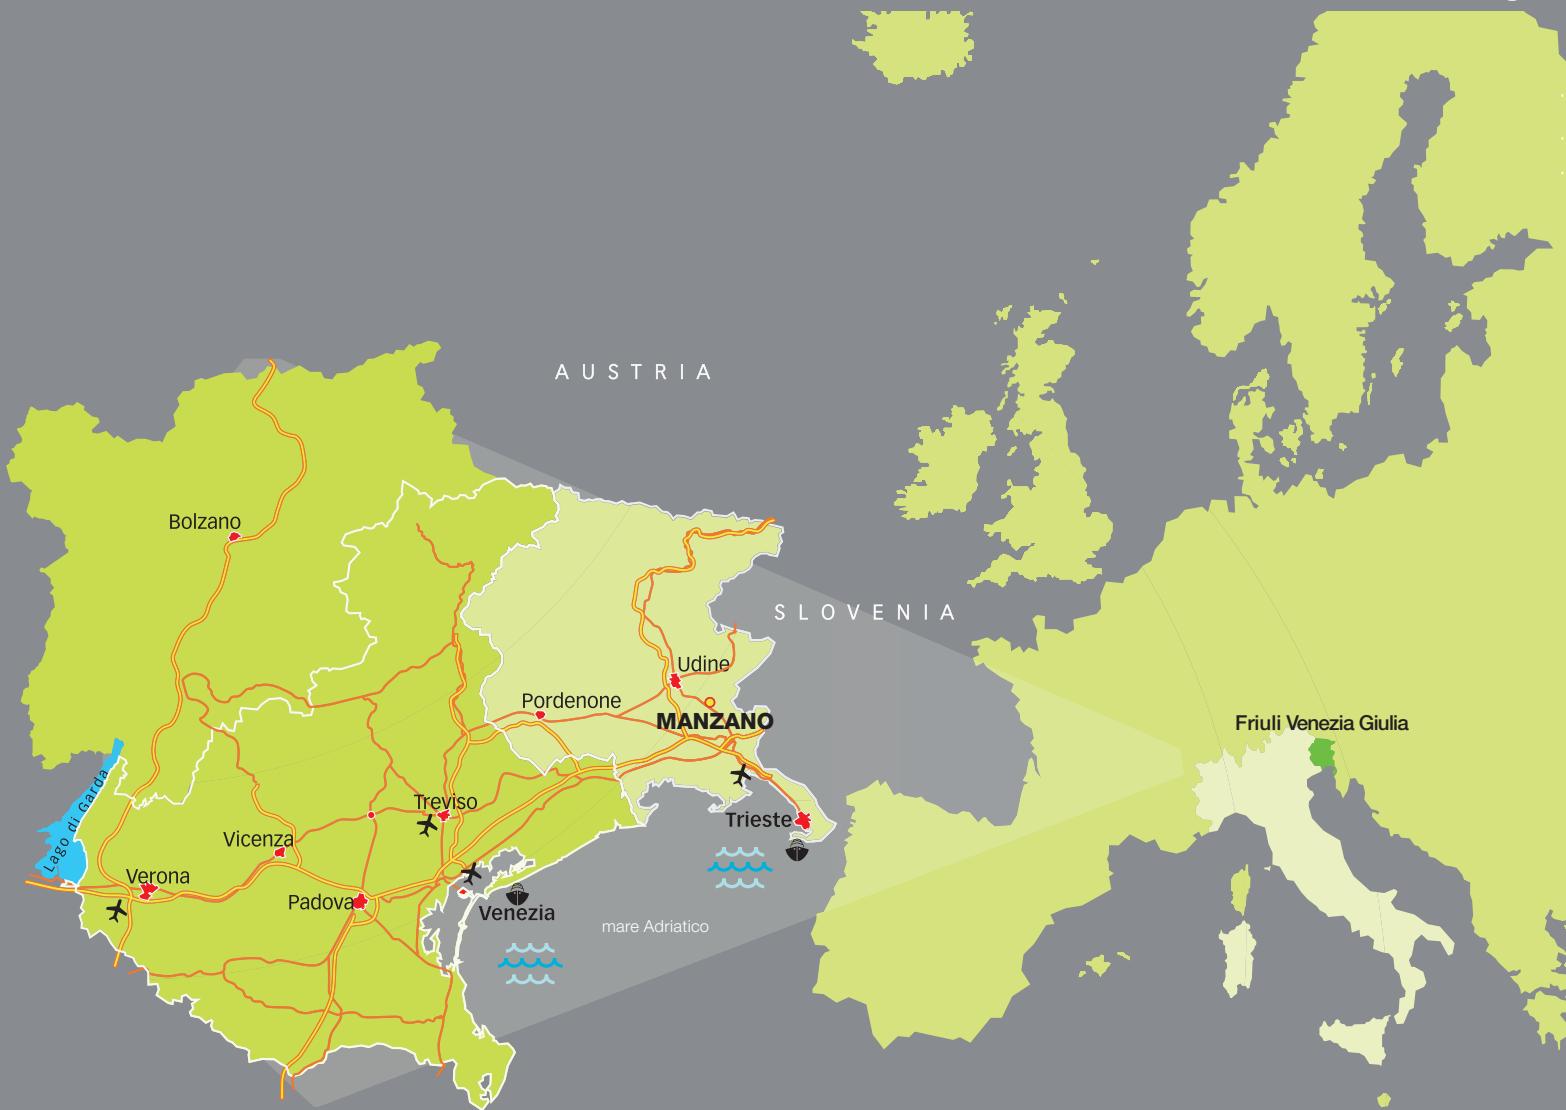 AUSTRIA
Bolzano
SLOVENIA
Udine
Pordenone
MANZANO
Friuli Venezia Giulia
Lago di Garda
Treviso
Trieste
Vicenza
Verona
Padova
Venezia
mare Adriatico